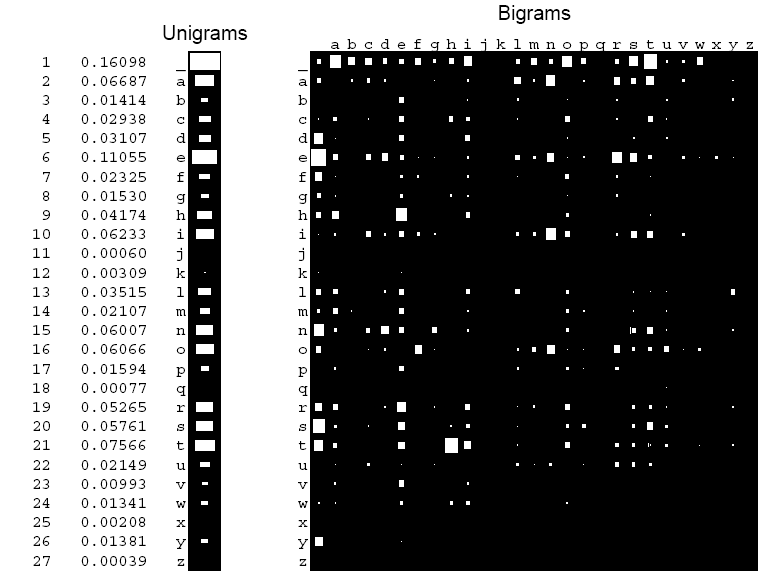 Bigrams
Unigrams
a b c d e f g h i j k l m n o p q r s t u v w x y z
1 0.16098 _ _
2 0.06687 a a
3 0.01414 b b
4 0.02938 c c
5 0.03107 d d
6 0.11055 e e
7 0.02325 f f
8 0.01530 g g
9 0.04174 h h
10 0.06233 i i
11 0.00060 j j
12 0.00309 k k
13 0.03515 l l
14 0.02107 m m
15 0.06007 n n
16 0.06066 o o
17 0.01594 p p
18 0.00077 q q
19 0.05265 r r
20 0.05761 s s
21 0.07566 t t
22 0.02149 u u
23 0.00993 v v
24 0.01341 w w
25 0.00208 x x
26 0.01381 y y
27 0.00039 z z